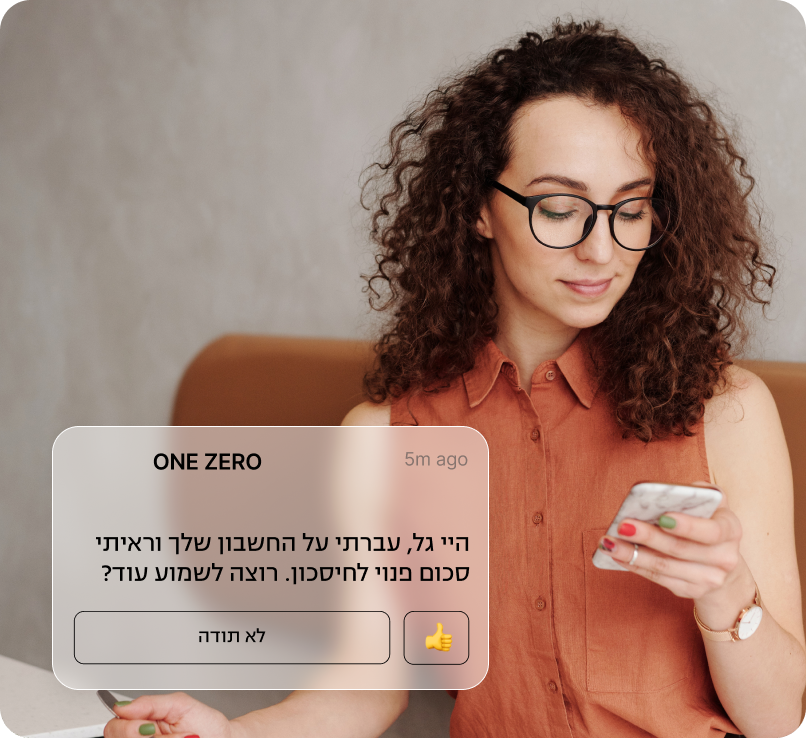 ONE ZERO
5m ago
היי גל, עברתי על החשבון שלך וראיתי
סכום פנוי לחיסכון. רוצה לשמוע עוד?
לא תודה
👍